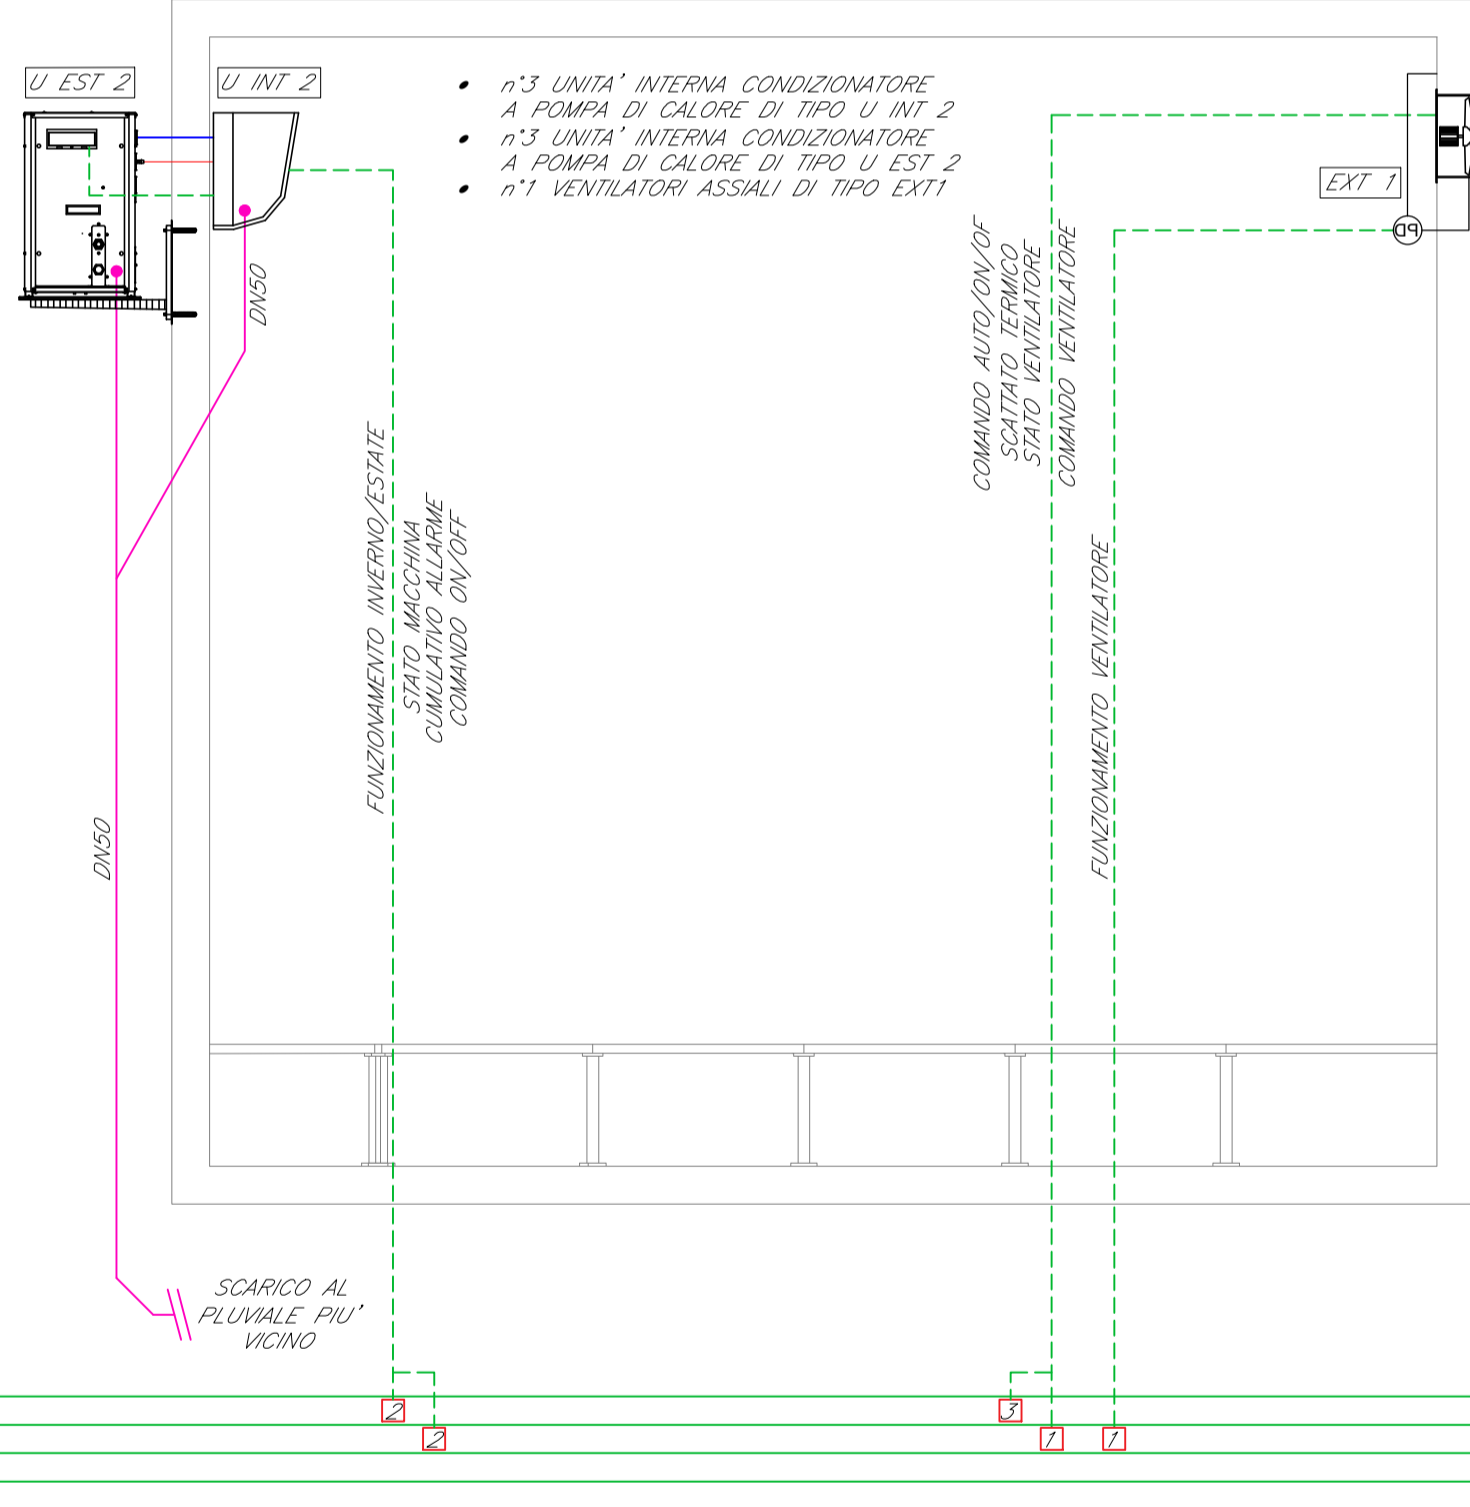 U EST 2
U INT 2
• n°3 UNITA' INTERNA CONDIZIONATORE
A POMPA DI CALORE DI TIPO U INT 2
• n°3 UNITA' INTERNA CONDIZIONATORE
A POMPA DI CALORE DI TIPO U EST 2
• n°1 VENTILATORI ASSIALI DI TIPO EXT1
EXT 1
PD
DN50
COMANDO AUTO/ON/OF
SCATTATO TERMICO
STATO VENTILATORE
COMANDO VENTILATORE
FUNZIONAMENTO INVERNO/ESTATE
STATO MACCHINA
CUMULATIVO ALLARME
COMANDO ON/OFF
FUNZIONAMENTO VENTILATORE
DN50
SCARICO AL
PLUVIALE PIU'
VICINO
2
3
2
1
1